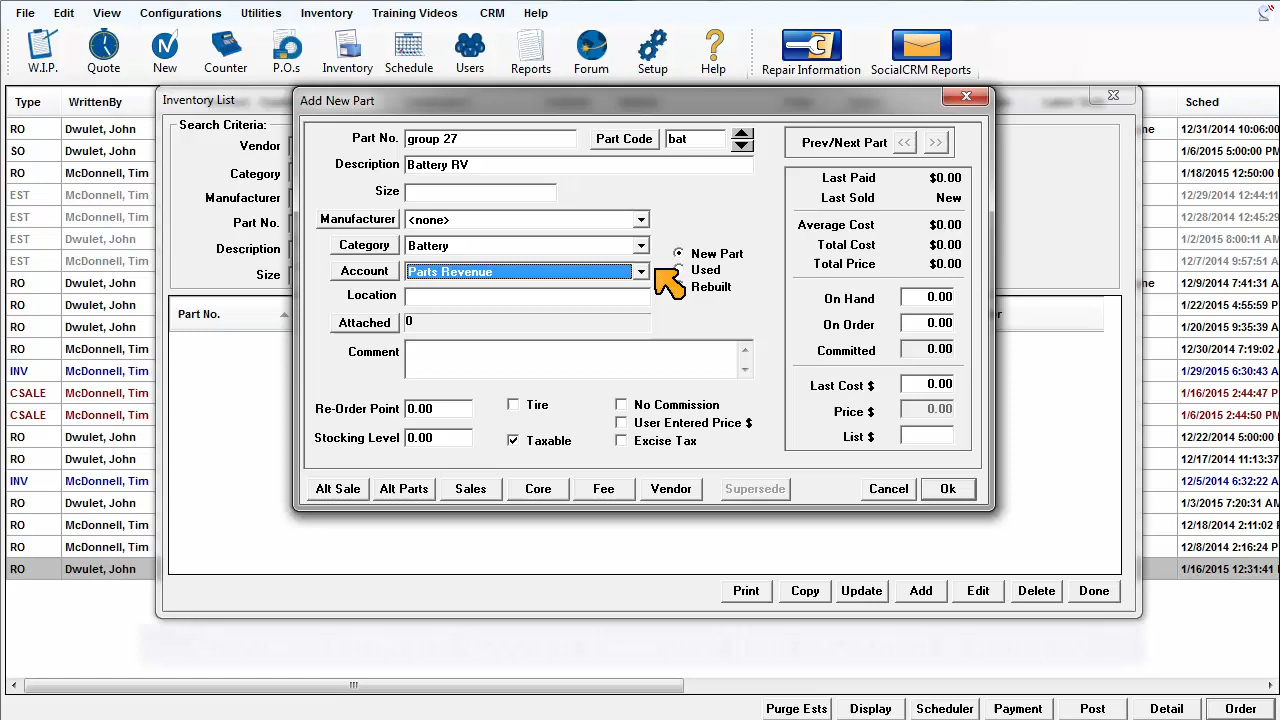 File Edit View Configurations Utilities Inventory Training Videos CRM Help
W.I.P. Quote New Counter P.Os Inventory Schedule Users Reports Forum Setup Help Repair Information SocialCRM Reports
Type WrittenBy Sched
RO Dwulet, John 12/31/2014 10:06:00
SO Dwulet, John 1/6/2015 5:00:00 P
RO McDonnell, Tim 1/18/2015 12:50:00
EST McDonnell, Tim 12/29/2014 12:44:1
EST McDonnell, Tim 12/28/2014 12:45:2
EST McDonnell, Tim 1/2/2015 8:00:11
EST McDonnell, Tim 12/7/2014 9:57:5
RO Dwulet, John 12/9/2014 7:41:31
RO Dwulet, John 1/22/2015 4:55:59
RO Dwulet, John 1/20/2015 9:35:39
RO McDonnell, Tim 12/30/2014 7:19:02
INV McDonnell, Tim 1/29/2015 6:30:43
CSALE McDonnell, Tim 1/16/2015 2:44:47 P
CSALE McDonnell, Tim 1/6/2015 2:44:50 PM
RO Dwulet, John 12/22/2014 5:00:00
RO Dwulet, John 12/17/2014 11:13:37
INV McDonnell, Tim 12/5/2014 6:32:22
RO Dwulet, John 1/3/2015 7:20:31
RO McDonnell, Tim 12/18/2014 2:11:02
RO McDonnell, Tim 12/8/2014 2:16:24 P
RO Dwulet, John 1/16/2015 12:31:41
Inventory List
Search Criteria:
Vendor
Category
Manufacturer
Part No.
Description
Size
Part No.
Add New Part
Part No. group 27 Part Code bat
Description Battery RV
Size
Manufacturer <none>
Category Battery
Account Parts Revenue
Location
Attached 0
Comment
New Part
Used
Rebuilt
Re-Order Point 0.00
Stocking Level 0.00
Tire
Taxable
No Commission
User Entered Price $
Excise Tax
Prev/Next Part << >>
Last Paid $0.00
Last Sold New
Average Cost $0.00
Total Cost $0.00
Total Price $0.00
On Hand 0.00
On Order 0.00
Committed 0.00
Last Cost $ 0.00
Price $ 0.00
List $
Alt Sale Alt Parts Sales Core Fee Vendor Supersede Cancel Ok
Print Copy Update Add Edit Delete Done
Purge Ests Display Scheduler Payment Post Detail Order